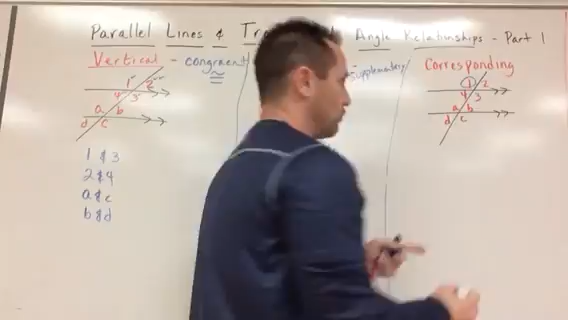 Parallel Lines & Angle Relationships - Part 1
Vertical - congruent
≅
1 2
4 3
a b
d c
1 & 3
2 & 4
a & c
b & d
- Supplementary
Corresponding
1 2
4 3
a b
d c